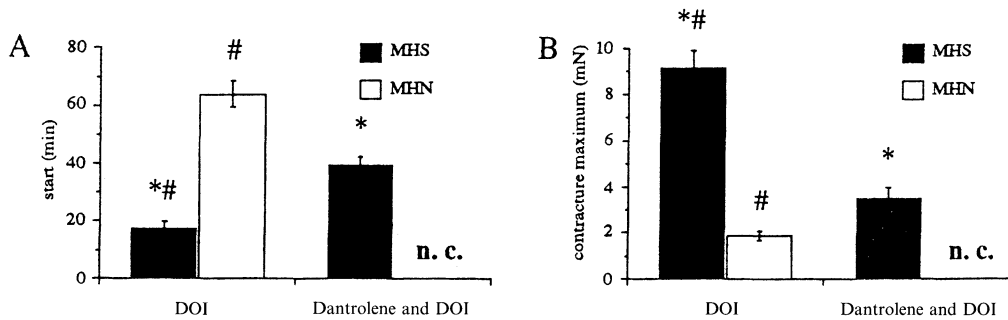 A
start (min)
80
60
40
20
0
*#
#
*
n. c.
MHS
MHN
DOI
Dantrolene and DOI
B
contracture maximum (mN)
10
8
6
4
2
0
*#
#
*
n. c.
MHS
MHN
DOI
Dantrolene and DOI